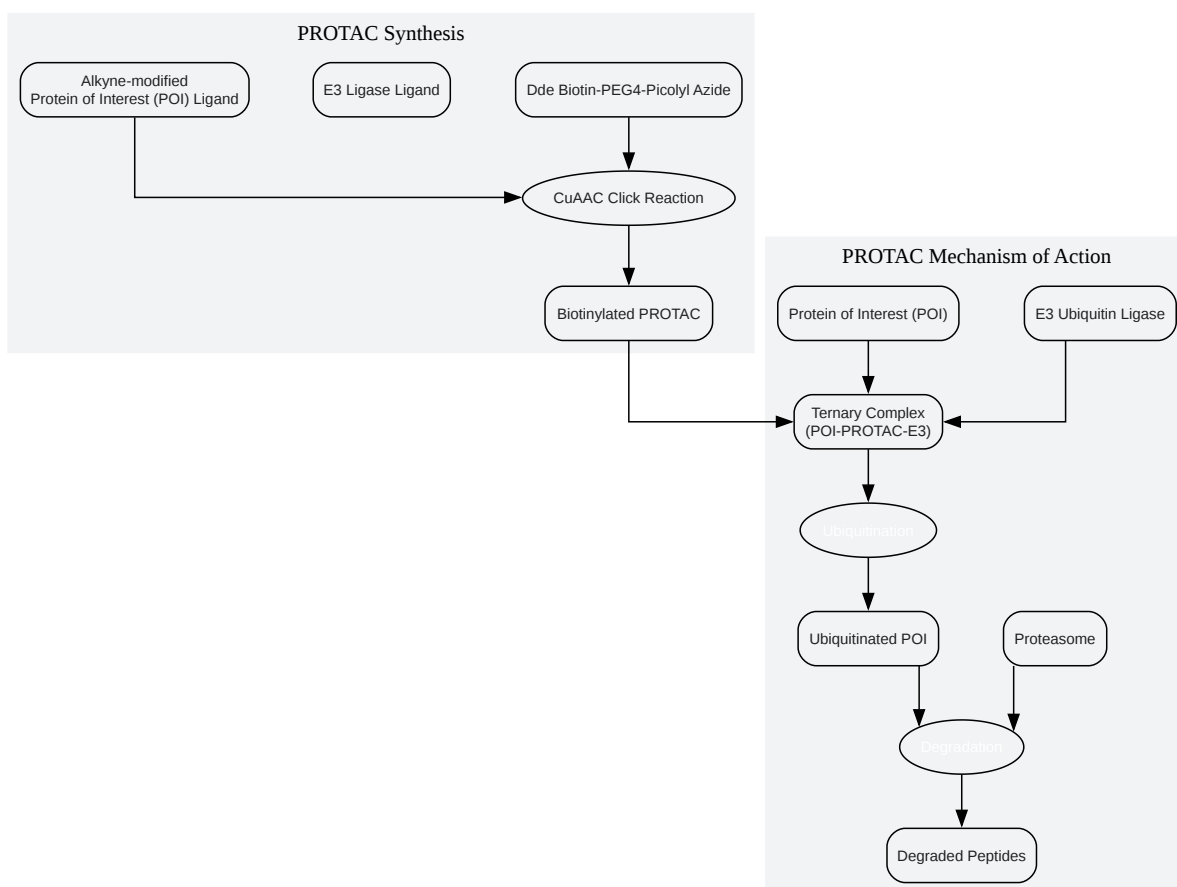 PROTAC Synthesis
Alkyne-modified
Protein of Interest (POI) Ligand
E3 Ligase Ligand
Dde Biotin-PEG4-Picolyl Azide
CuAAC Click Reaction
Biotinylated PROTAC
PROTAC Mechanism of Action
Protein of Interest (POI)
E3 Ubiquitin Ligase
Ternary Complex
(POI-PROTAC-E3)
Ubiquitination
Ubiquitinated POI
Proteasome
Degradation
Degraded Peptides